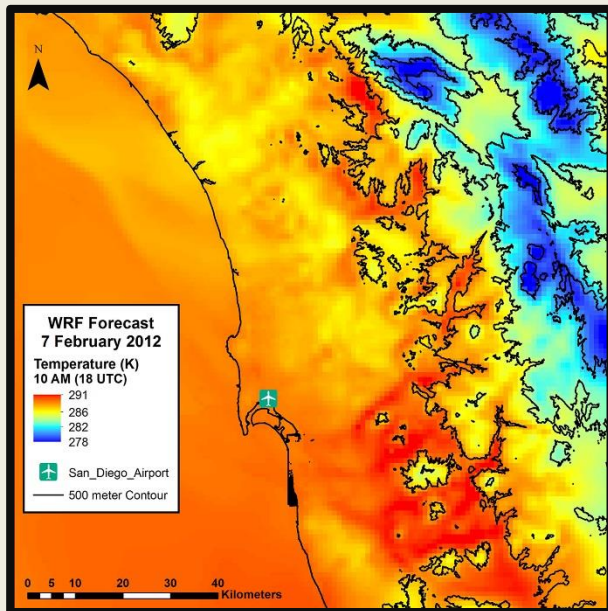 N
WRF Forecast
7 February 2012
Temperature (K)
10 AM (18 UTC)
291
286
282
278
San_Diego_Airport
500 meter Contour
0 5 10 20 30 40
Kilometers